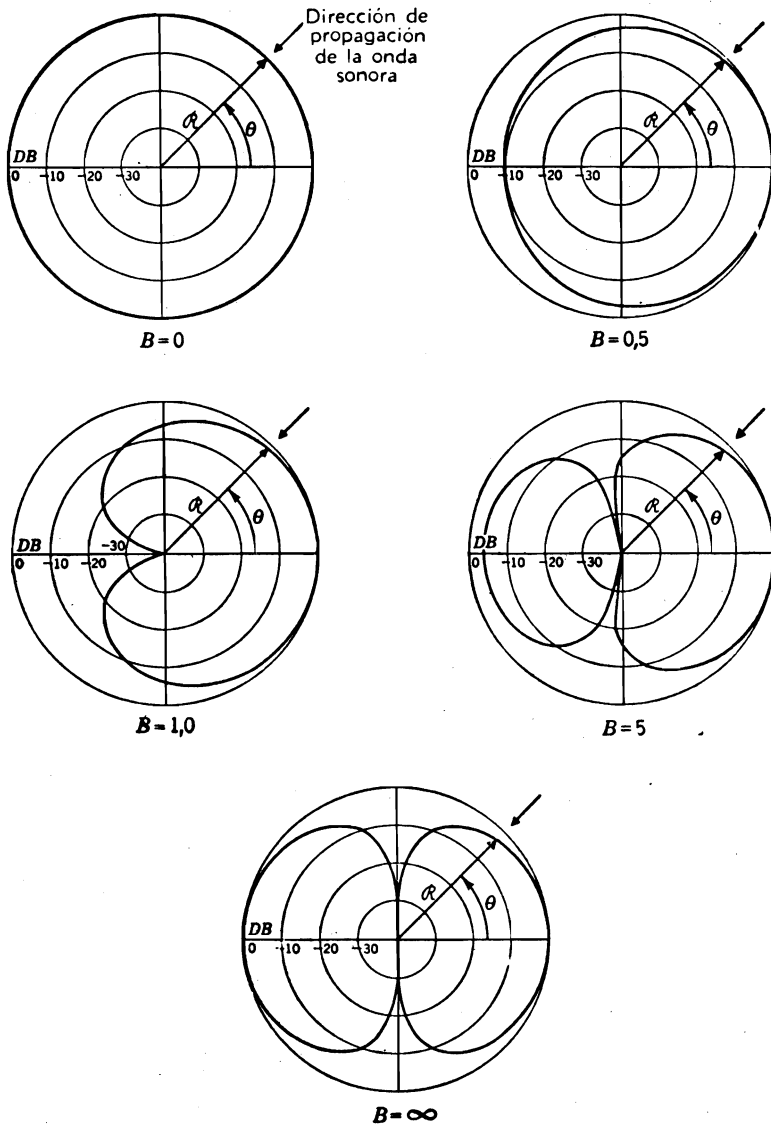 Dirección de
propagación
de la onda
sonora
ℛ
θ
DB
0 -10 -20 -30
B = 0
ℛ
θ
DB
0 -10 -20 -30
B = 0,5
ℛ
θ
DB
0 -10 -20 -30
B = 1,0
ℛ
θ
DB
0 -10 -20 -30
B = 5
ℛ
θ
DB
0 -10 -20 -30
B = ∞